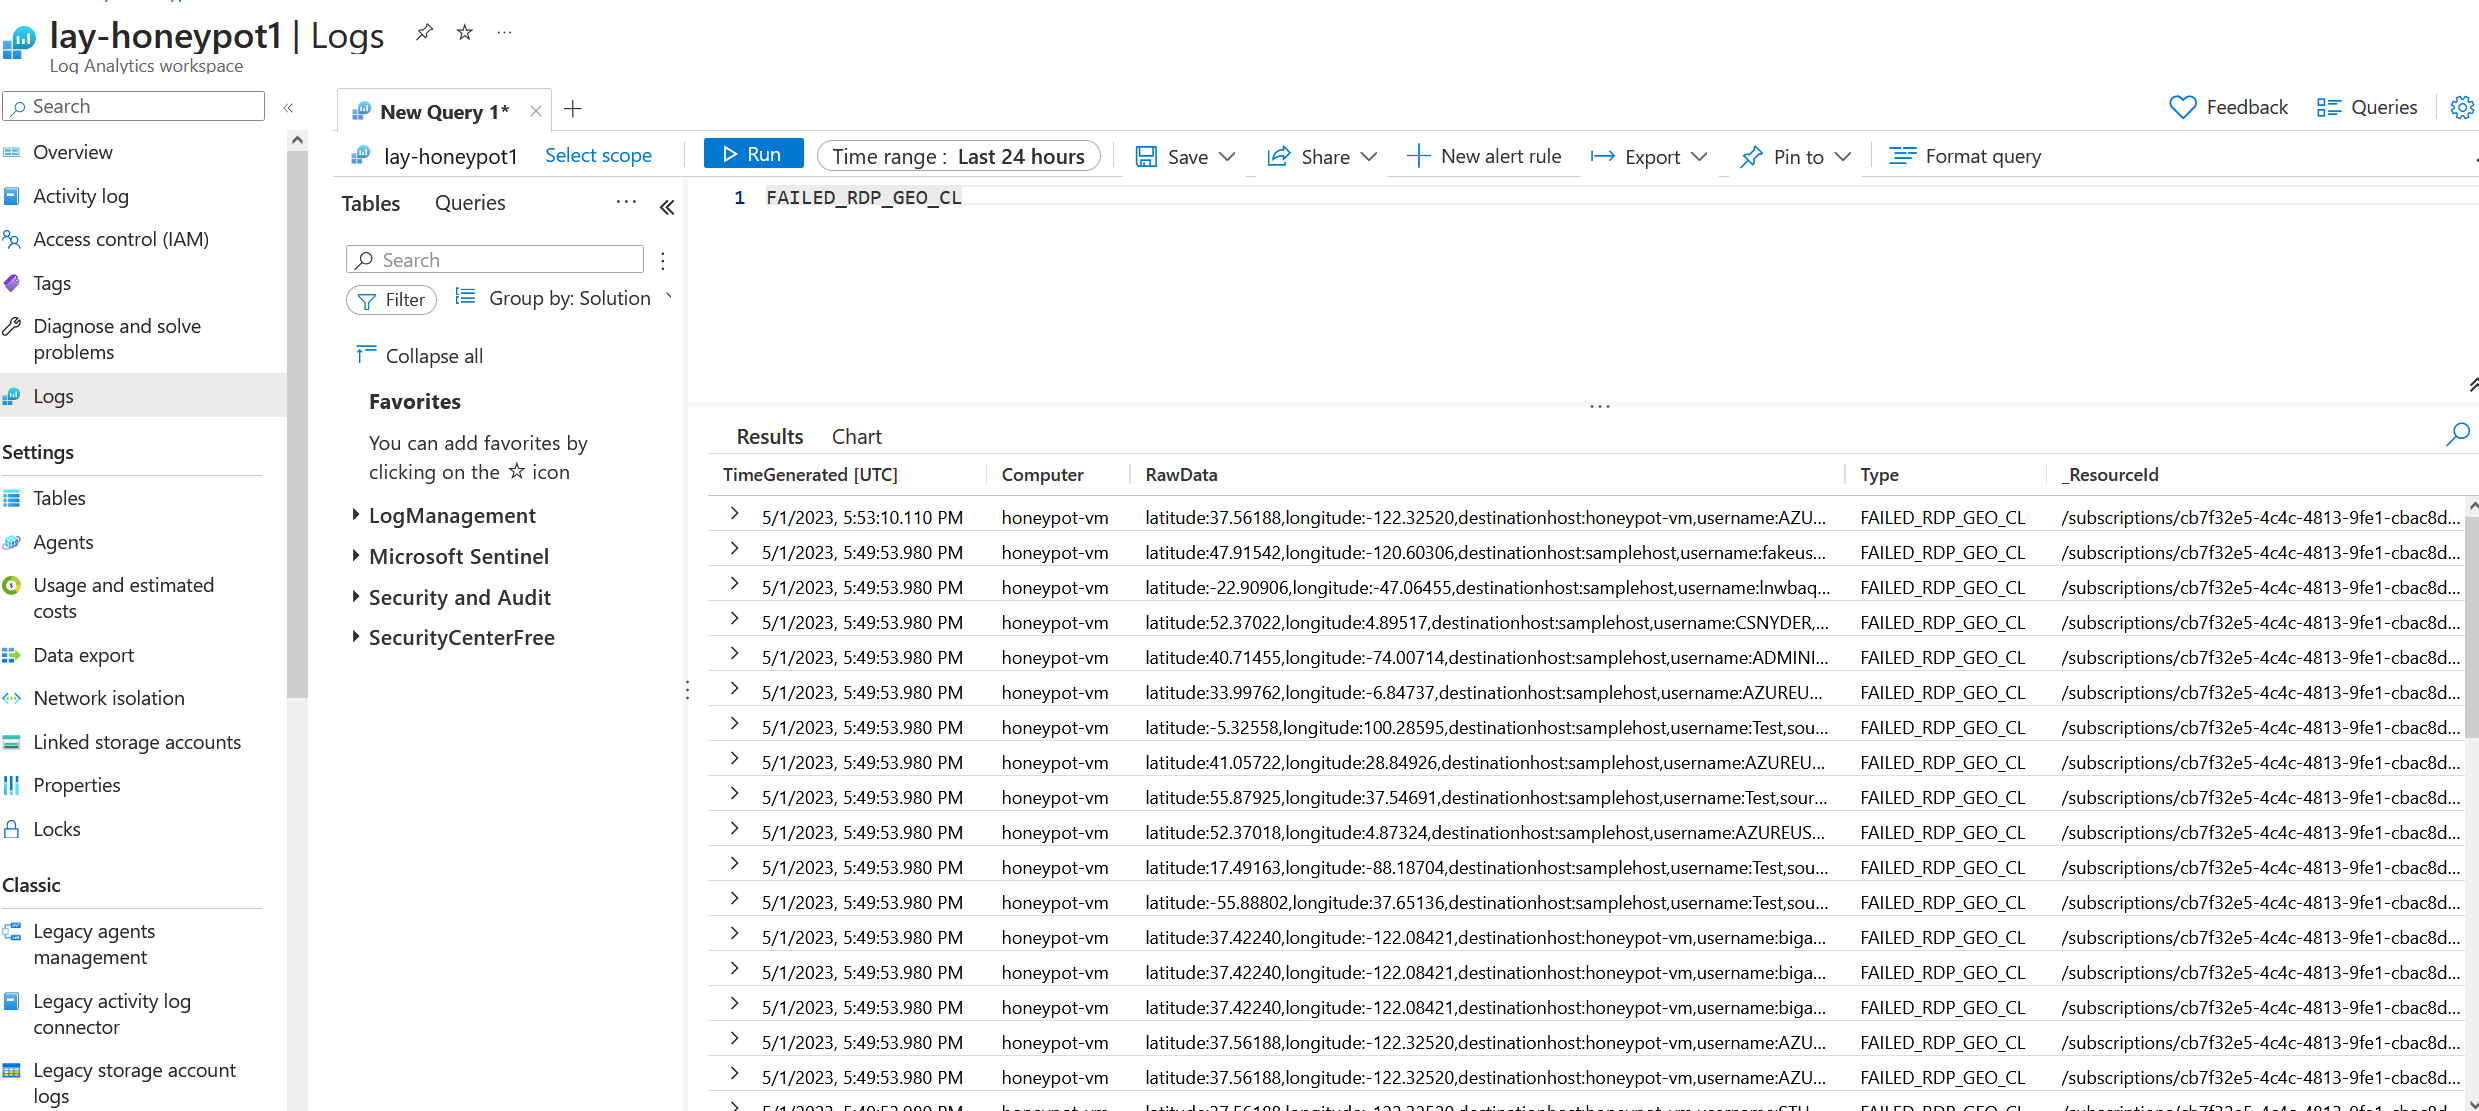 lay-honeypot1 | Logs
Log Analytics workspace
Search
«
Overview
Activity log
Access control (IAM)
Tags
Diagnose and solve
problems
Logs
Settings
Tables
Agents
Usage and estimated
costs
Data export
Network isolation
Linked storage accounts
Properties
Locks
Classic
Legacy agents
management
Legacy activity log
connector
Legacy storage account
logs
New Query 1*
Feedback
Queries
lay-honeypot1
Select scope
Run
Time range : Last 24 hours
Save
Share
New alert rule
Export
Pin to
Format query
Tables
Queries
Search
Filter
Group by: Solution
Collapse all
Favorites
You can add favorites by
clicking on the ☆ icon
LogManagement
Microsoft Sentinel
Security and Audit
SecurityCenterFree
1 FAILED_RDP_GEO_CL
Results Chart
TimeGenerated [UTC] Computer RawData Type _ResourceId
5/1/2023, 5:53:10.110 PM honeypot-vm latitude:37.56188,longitude:-122.32520,destinationhost:honeypot-vm,username:AZU... FAILED_RDP_GEO_CL /subscriptions/cb7f32e5-4c4c-4813-9fe1-cbac8d...
5/1/2023, 5:49:53.980 PM honeypot-vm latitude:47.91542,longitude:-120.60306,destinationhost:samplehost,username:fakeus... FAILED_RDP_GEO_CL /subscriptions/cb7f32e5-4c4c-4813-9fe1-cbac8d...
5/1/2023, 5:49:53.980 PM honeypot-vm latitude:-22.90906,longitude:-47.06455,destinationhost:samplehost,username:lnwbaq... FAILED_RDP_GEO_CL /subscriptions/cb7f32e5-4c4c-4813-9fe1-cbac8d...
5/1/2023, 5:49:53.980 PM honeypot-vm latitude:52.37022,longitude:4.89517,destinationhost:samplehost,username:CSNYDER,... FAILED_RDP_GEO_CL /subscriptions/cb7f32e5-4c4c-4813-9fe1-cbac8d...
5/1/2023, 5:49:53.980 PM honeypot-vm latitude:40.71455,longitude:-74.00714,destinationhost:samplehost,username:ADMINI... FAILED_RDP_GEO_CL /subscriptions/cb7f32e5-4c4c-4813-9fe1-cbac8d...
5/1/2023, 5:49:53.980 PM honeypot-vm latitude:33.99762,longitude:-6.84737,destinationhost:samplehost,username:AZUREU... FAILED_RDP_GEO_CL /subscriptions/cb7f32e5-4c4c-4813-9fe1-cbac8d...
5/1/2023, 5:49:53.980 PM honeypot-vm latitude:-5.32558,longitude:100.28595,destinationhost:samplehost,username:Test,sou... FAILED_RDP_GEO_CL /subscriptions/cb7f32e5-4c4c-4813-9fe1-cbac8d...
5/1/2023, 5:49:53.980 PM honeypot-vm latitude:41.05722,longitude:28.84926,destinationhost:samplehost,username:AZUREU... FAILED_RDP_GEO_CL /subscriptions/cb7f32e5-4c4c-4813-9fe1-cbac8d...
5/1/2023, 5:49:53.980 PM honeypot-vm latitude:55.87925,longitude:37.54691,destinationhost:samplehost,username:Test,sour... FAILED_RDP_GEO_CL /subscriptions/cb7f32e5-4c4c-4813-9fe1-cbac8d...
5/1/2023, 5:49:53.980 PM honeypot-vm latitude:52.37018,longitude:4.87324,destinationhost:samplehost,username:AZUREUS... FAILED_RDP_GEO_CL /subscriptions/cb7f32e5-4c4c-4813-9fe1-cbac8d...
5/1/2023, 5:49:53.980 PM honeypot-vm latitude:17.49163,longitude:-88.18704,destinationhost:samplehost,username:Test,sou... FAILED_RDP_GEO_CL /subscriptions/cb7f32e5-4c4c-4813-9fe1-cbac8d...
5/1/2023, 5:49:53.980 PM honeypot-vm latitude:-55.88802,longitude:37.65136,destinationhost:samplehost,username:Test,sou... FAILED_RDP_GEO_CL /subscriptions/cb7f32e5-4c4c-4813-9fe1-cbac8d...
5/1/2023, 5:49:53.980 PM honeypot-vm latitude:37.42240,longitude:-122.08421,destinationhost:honeypot-vm,username:biga... FAILED_RDP_GEO_CL /subscriptions/cb7f32e5-4c4c-4813-9fe1-cbac8d...
5/1/2023, 5:49:53.980 PM honeypot-vm latitude:37.42240,longitude:-122.08421,destinationhost:honeypot-vm,username:biga... FAILED_RDP_GEO_CL /subscriptions/cb7f32e5-4c4c-4813-9fe1-cbac8d...
5/1/2023, 5:49:53.980 PM honeypot-vm latitude:37.42240,longitude:-122.08421,destinationhost:honeypot-vm,username:biga... FAILED_RDP_GEO_CL /subscriptions/cb7f32e5-4c4c-4813-9fe1-cbac8d...
5/1/2023, 5:49:53.980 PM honeypot-vm latitude:37.56188,longitude:-122.32520,destinationhost:honeypot-vm,username:AZU... FAILED_RDP_GEO_CL /subscriptions/cb7f32e5-4c4c-4813-9fe1-cbac8d...
5/1/2023, 5:49:53.980 PM honeypot-vm latitude:37.56188,longitude:-122.32520,destinationhost:honeypot-vm,username:AZU... FAILED_RDP_GEO_CL /subscriptions/cb7f32e5-4c4c-4813-9fe1-cbac8d...